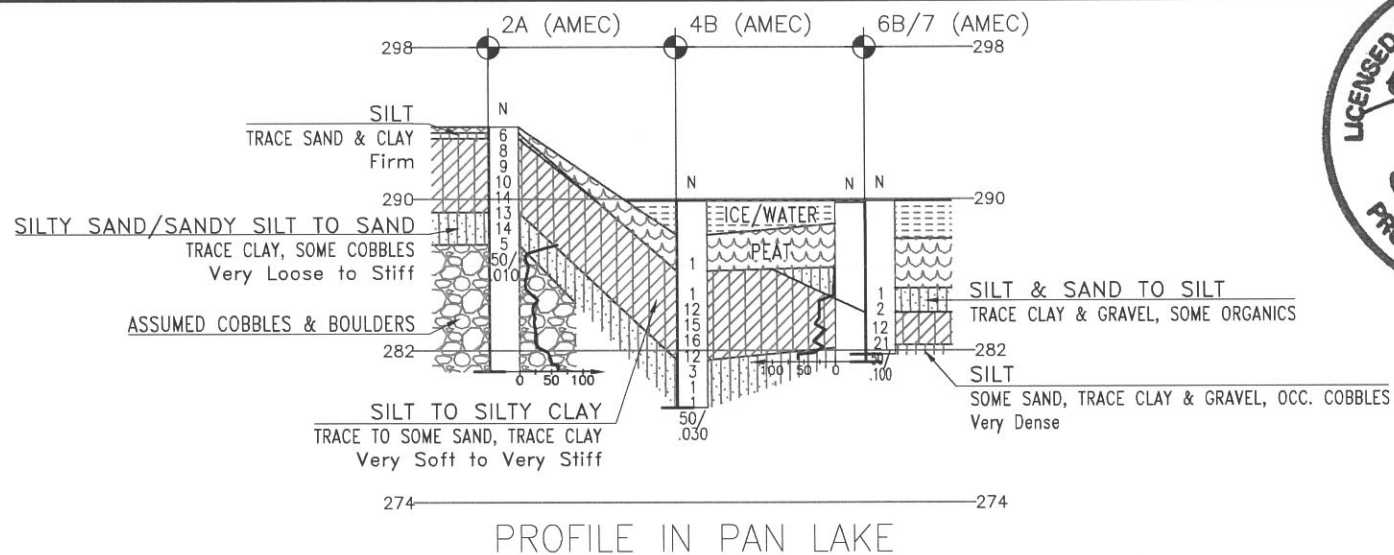 2A (AMEC)
4B (AMEC)
6B/7 (AMEC)
298
298
LICENSED
SILT
TRACE SAND & CLAY
Firm
N
6
8
9
10
14
13
14
5
50/
.010
N
N
N
290
290
SILTY SAND/SANDY SILT TO SAND
TRACE CLAY, SOME COBBLES
Very Loose to Stiff
ICE/WATER
PEAT
1
1
12
15
16
12
3
1
1
50/
.030
1
2
12
21
50/
.100
SILT & SAND TO SILT
TRACE CLAY & GRAVEL, SOME ORGANICS
ASSUMED COBBLES & BOULDERS
282
282
0 50 100
100 50 0
SILT
SOME SAND, TRACE CLAY & GRAVEL, OCC. COBBLES
Very Dense
SILT TO SILTY CLAY
TRACE TO SOME SAND, TRACE CLAY
Very Soft to Very Stiff
274
274
PROFILE IN PAN LAKE